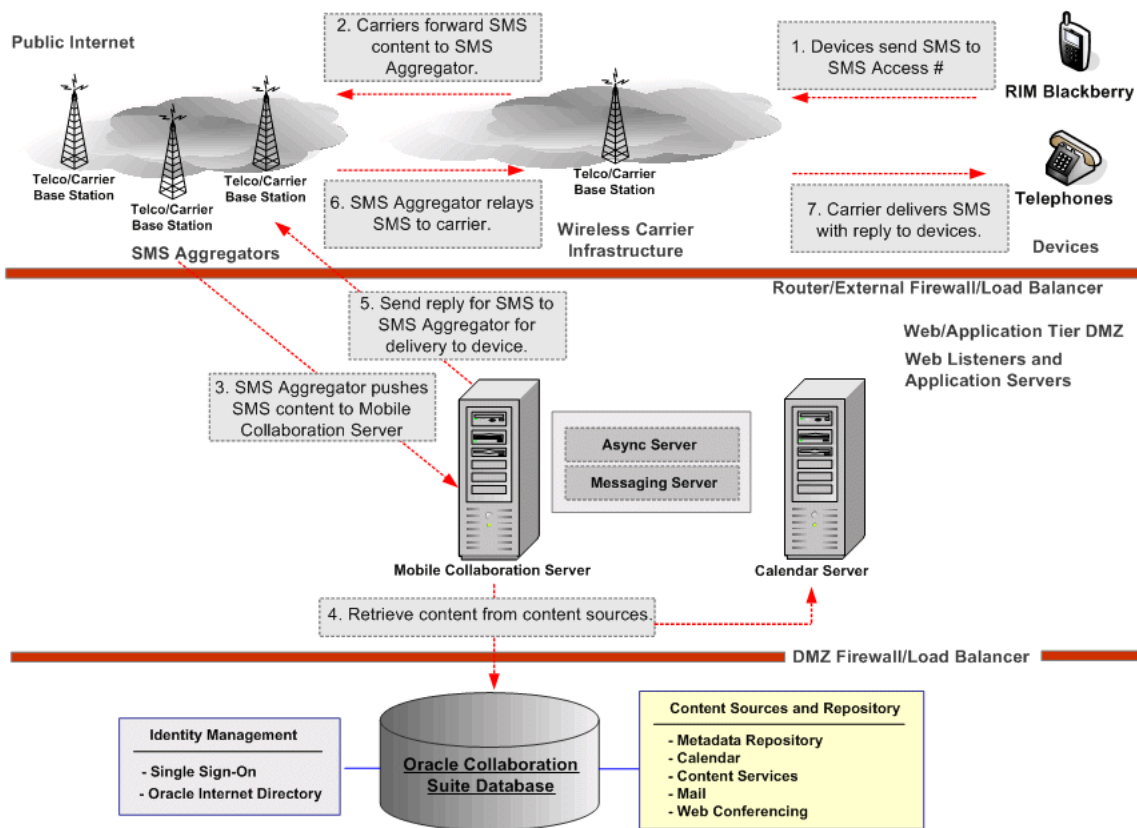 Public Internet
2. Carriers forward SMS
content to SMS
Aggregator.
1. Devices send SMS to
SMS Access #
RIM Blackberry
Telco/Carrier
Base Station
Telco/Carrier
Base Station
Telco/Carrier
Base Station
Telco/Carrier
Base Station
6. SMS Aggregator relays
SMS to carrier.
7. Carrier delivers SMS
with reply to devices.
Telephones
SMS Aggregators
Wireless Carrier
Infrastructure
Devices
Router/External Firewall/Load Balancer
5. Send reply for SMS to
SMS Aggregator for
delivery to device.
Web/Application Tier DMZ
Web Listeners and
Application Servers
3. SMS Aggregator pushes
SMS content to Mobile
Collaboration Server
Async Server
Messaging Server
Mobile Collaboration Server
Calendar Server
4. Retrieve content from content sources.
DMZ Firewall/Load Balancer
Identity Management
- Single Sign-On
- Oracle Internet Directory
Oracle Collaboration
Suite Database
Content Sources and Repository
- Metadata Repository
- Calendar
- Content Services
- Mail
- Web Conferencing